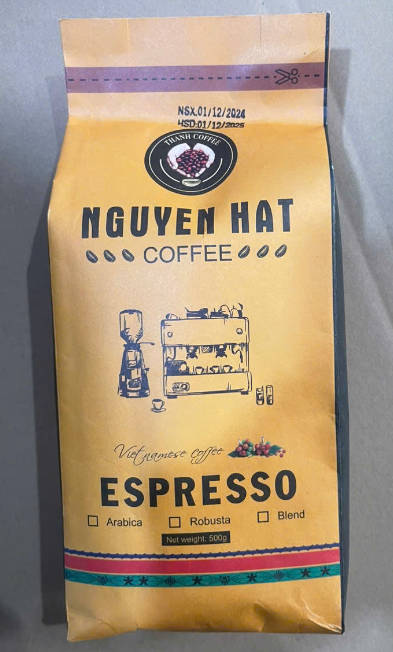 NSX.01/12/2024
HSD:01/12/2025
THANH COFFEE
NGUYEN HAT
COFFEE
Vietnamese coffee
ESPRESSO
Arabica
Robusta
Blend
Net weight: 500g